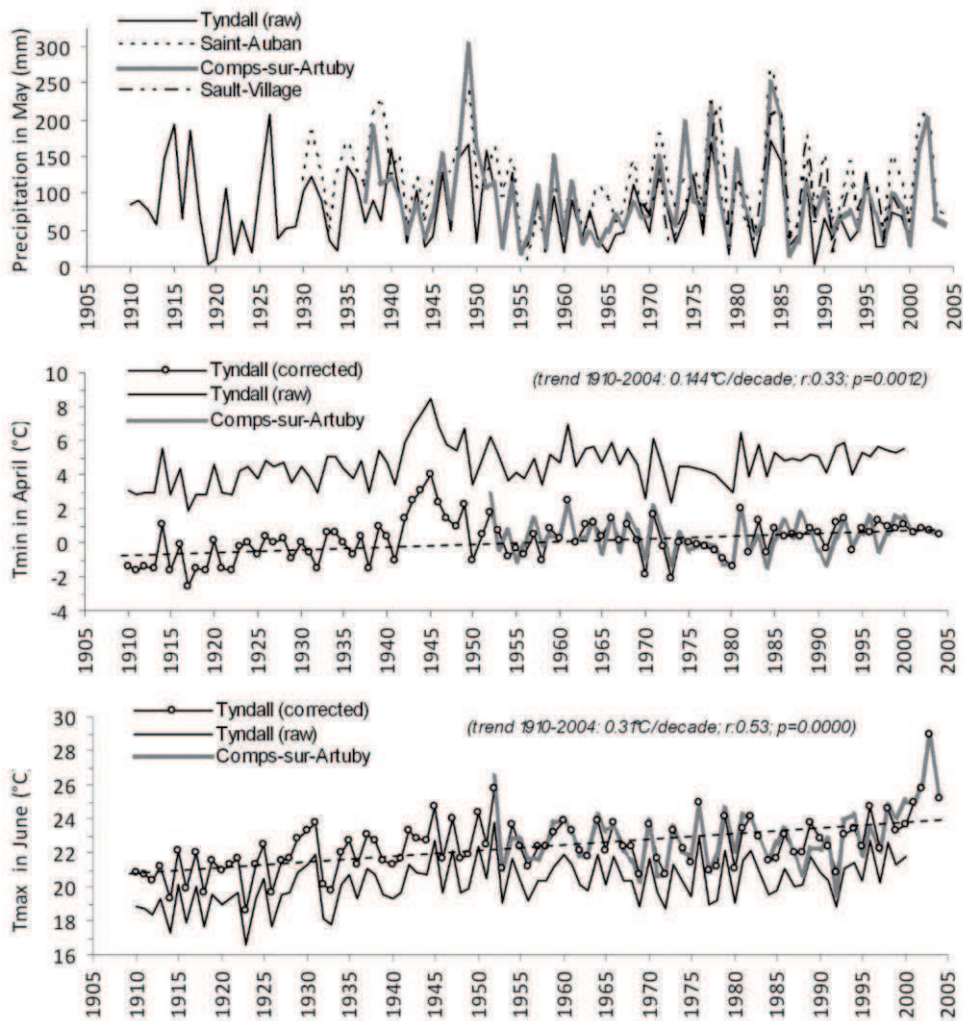 Tyndall (raw)
Saint-Auban
Comps-sur-Artuby
Sault-Village
Precipitation in May (mm)
300
250
200
150
100
50
0
1905 1910 1915 1920 1925 1930 1935 1940 1945 1950 1955 1960 1965 1970 1975 1980 1985 1990 1995 2000 2005
Tyndall (corrected)
Tyndall (raw)
Comps-sur-Artuby
(trend 1910-2004: 0.144°C/decade; r:0.33; p=0.0012)
Tmin in April (°C)
10
8
6
4
2
0
-2
-4
1905 1910 1915 1920 1925 1930 1935 1940 1945 1950 1955 1960 1965 1970 1975 1980 1985 1990 1995 2000 2005
Tyndall (corrected)
Tyndall (raw)
Comps-sur-Artuby
(trend 1910-2004: 0.31°C/decade; r:0.53; p=0.0000)
Tmax in June (°C)
30
28
26
24
22
20
18
16
1905 1910 1915 1920 1925 1930 1935 1940 1945 1950 1955 1960 1965 1970 1975 1980 1985 1990 1995 2000 2005